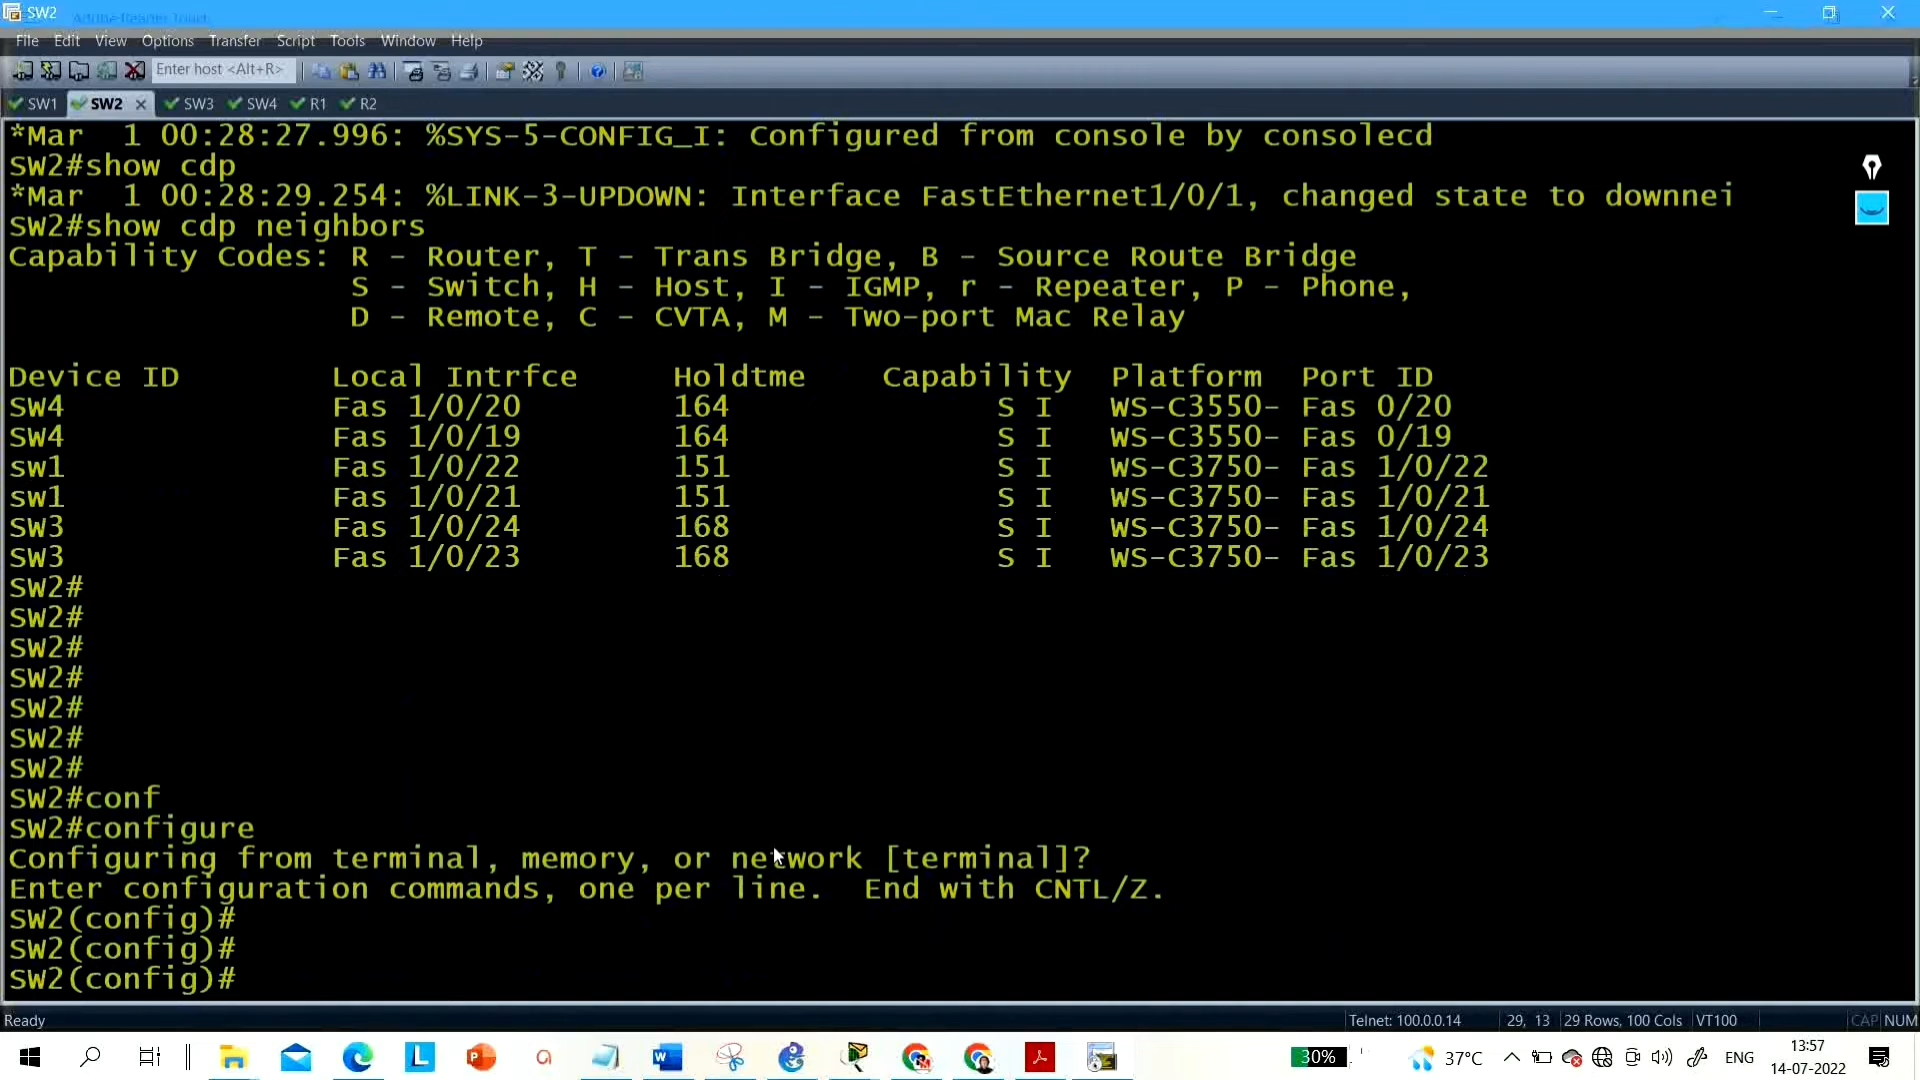 SW2
File Edit View Options Transfer Script Tools Window Help
Enter host <Alt+R>
SW1 SW2 SW3 SW4 R1 R2
*Mar  1 00:28:27.996: %SYS-5-CONFIG_I: Configured from console by consolecd
SW2#show cdp
*Mar  1 00:28:29.254: %LINK-3-UPDOWN: Interface FastEthernet1/0/1, changed state to downnei
SW2#show cdp neighbors
Capability Codes: R - Router, T - Trans Bridge, B - Source Route Bridge
S - Switch, H - Host, I - IGMP, r - Repeater, P - Phone,
D - Remote, C - CVTA, M - Two-port Mac Relay
Device ID Local Intrfce Holdtme Capability Platform Port ID
SW4 Fas 1/0/20 164 S I WS-C3550- Fas 0/20
SW4 Fas 1/0/19 164 S I WS-C3550- Fas 0/19
sw1 Fas 1/0/22 151 S I WS-C3750- Fas 1/0/22
sw1 Fas 1/0/21 151 S I WS-C3750- Fas 1/0/21
SW3 Fas 1/0/24 168 S I WS-C3750- Fas 1/0/24
SW3 Fas 1/0/23 168 S I WS-C3750- Fas 1/0/23
SW2#
SW2#
SW2#
SW2#
SW2#
SW2#
SW2#
SW2#conf
SW2#configure
Configuring from terminal, memory, or network [terminal]?
Enter configuration commands, one per line.  End with CNTL/Z.
SW2(config)#
SW2(config)#
SW2(config)#
Ready Telnet: 100.0.0.14 29, 13 29 Rows, 100 Cols VT100 CAP NUM
30% 37°C ENG 13:57
14-07-2022